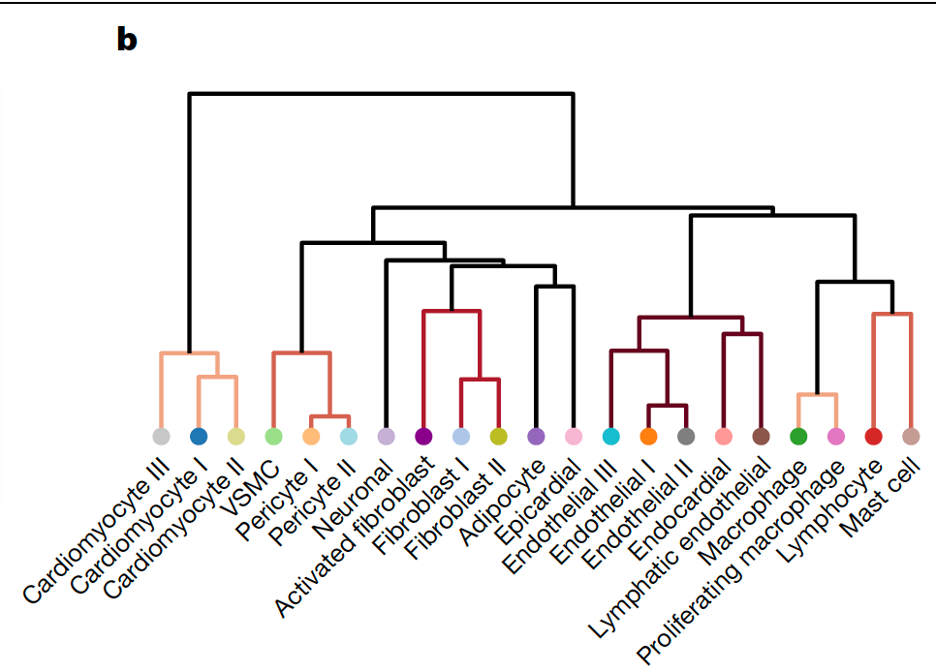 b
Cardiomyocyte III
Cardiomyocyte I
Cardiomyocyte II
VSMC
Pericyte I
Pericyte II
Neuronal
Activated fibroblast
Fibroblast I
Fibroblast II
Adipocyte
Epicardial
Endothelial III
Endothelial I
Endothelial II
Endocardial
Lymphatic endothelial
Macrophage
Proliferating macrophage
Lymphocyte
Mast cell